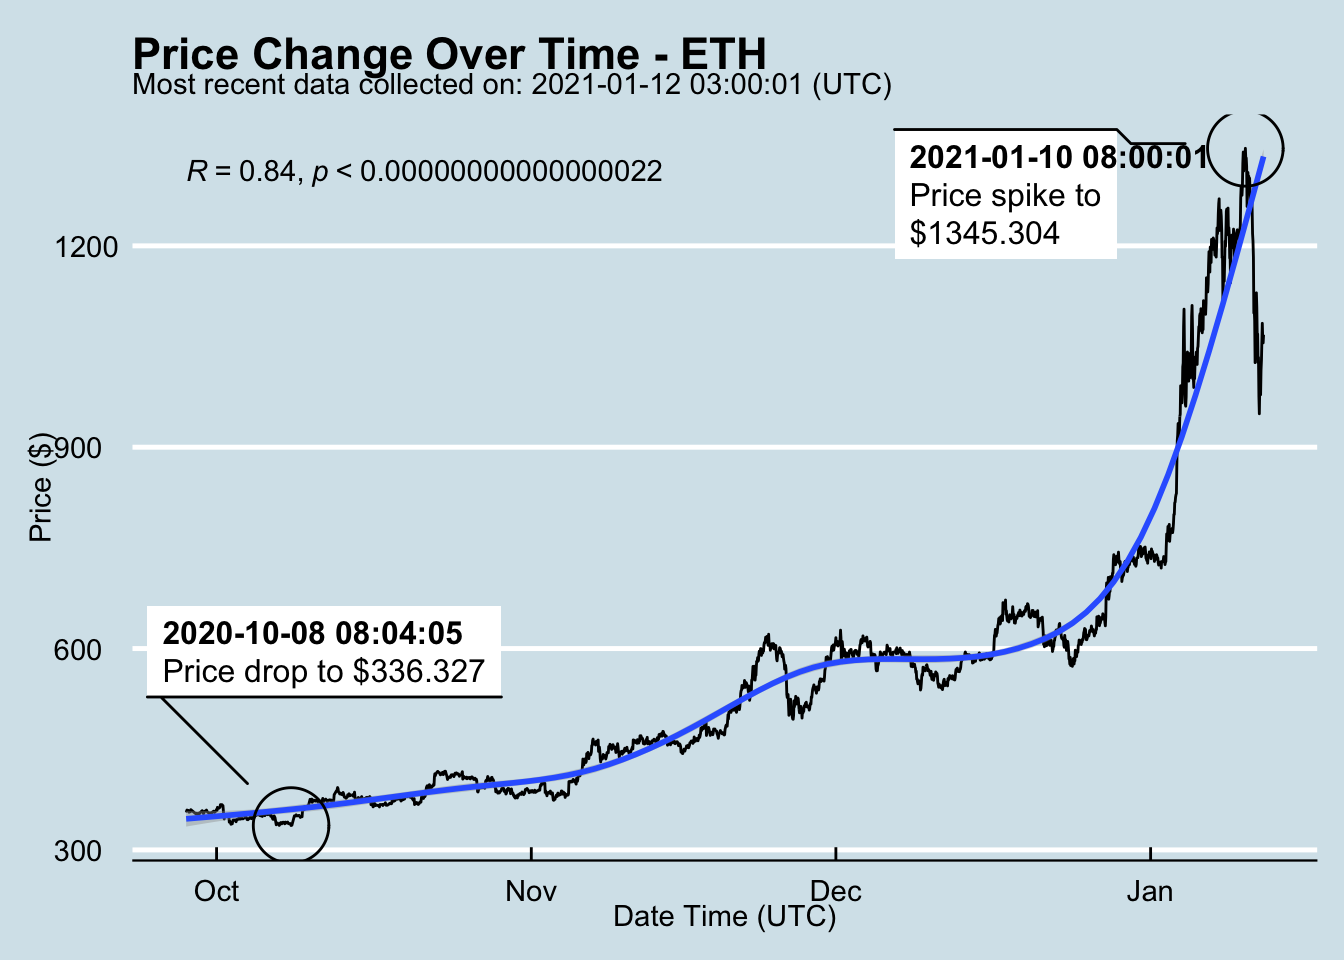 Price Change Over Time - ETH
Most recent data collected on: 2021-01-12 03:00:01 (UTC)
R = 0.84, p < 0.00000000000000022
2021-01-10 08:00:01
Price spike to
$1345.304
1200
900
Price ($)
2020-10-08 08:04:05
Price drop to $336.327
600
300
Oct
Nov
Dec
Jan
Date Time (UTC)